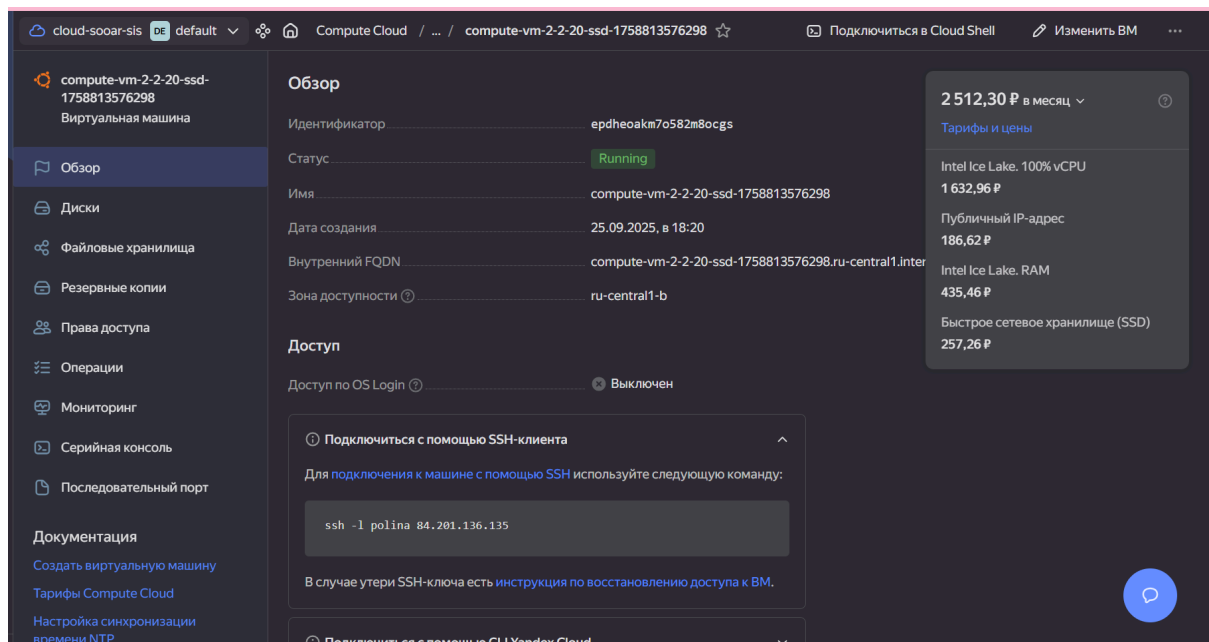 cloud-sooar-sis DE default Compute Cloud / ... / compute-vm-2-2-20-ssd-1758813576298 Подключиться в Cloud Shell Изменить ВМ ...
compute-vm-2-2-20-ssd-
1758813576298
Виртуальная машина
Обзор
Диски
Файловые хранилища
Резервные копии
Права доступа
Операции
Мониторинг
Серийная консоль
Последовательный порт
Документация
Создать виртуальную машину
Тарифы Compute Cloud
Настройка синхронизации
времени NTP
Обзор
Идентификатор epdheoakm7o582m8ocgs
Статус Running
Имя compute-vm-2-2-20-ssd-1758813576298
Дата создания 25.09.2025, в 18:20
Внутренний FQDN compute-vm-2-2-20-ssd-1758813576298.ru-central1.inter
Зона доступности ru-central1-b
Доступ
Доступ по OS Login Выключен
Подключиться с помощью SSH-клиента
Для подключения к машине с помощью SSH используйте следующую команду:
ssh -l polina 84.201.136.135
В случае утери SSH-ключа есть инструкция по восстановлению доступа к ВМ.
Подключиться с помощью CLI Yandex Cloud
2 512,30 ₽ в месяц
Тарифы и цены
Intel Ice Lake. 100% vCPU
1 632,96 ₽
Публичный IP-адрес
186,62 ₽
Intel Ice Lake. RAM
435,46 ₽
Быстрое сетевое хранилище (SSD)
257,26 ₽